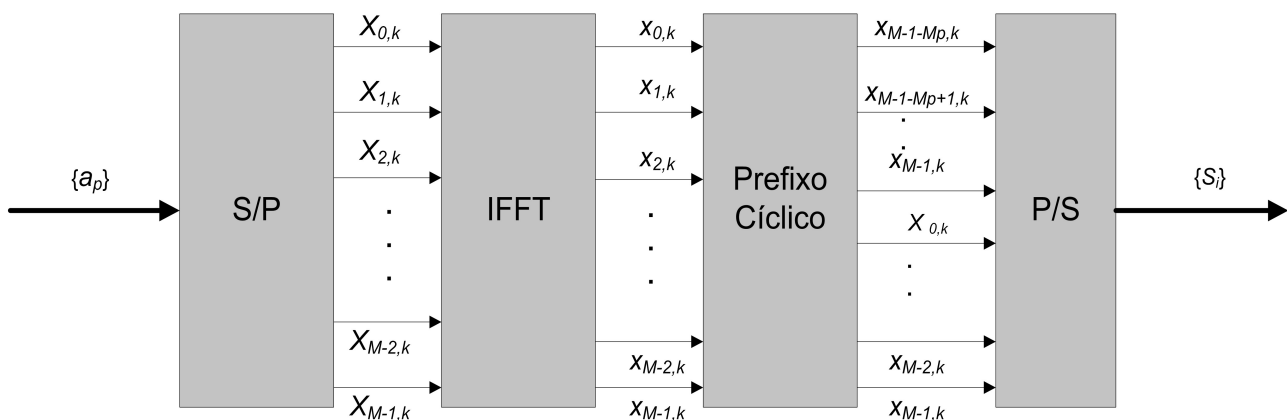 {a_p}
S/P
X_{0,k}
X_{1,k}
X_{2,k}
.
.
.
X_{M-2,k}
X_{M-1,k}
IFFT
x_{0,k}
x_{1,k}
x_{2,k}
.
.
.
x_{M-2,k}
x_{M-1,k}
Prefixo
Cíclico
x_{M-1-Mp,k}
x_{M-1-Mp+1,k}
.
.
x_{M-1,k}
x_{0,k}
.
.
x_{M-2,k}
x_{M-1,k}
P/S
{S_i}